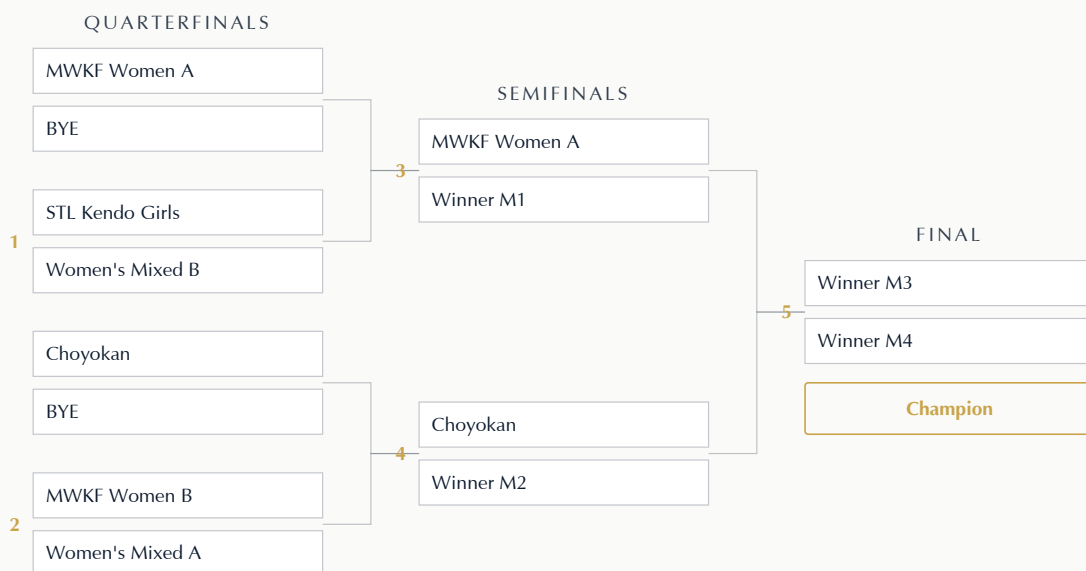 QUARTERFINALS
MWKF Women A
BYE
1
STL Kendo Girls
Women's Mixed B
Choyokan
BYE
2
MWKF Women B
Women's Mixed A
SEMIFINALS
3
MWKF Women A
Winner M1
4
Choyokan
Winner M2
FINAL
5
Winner M3
Winner M4
Champion